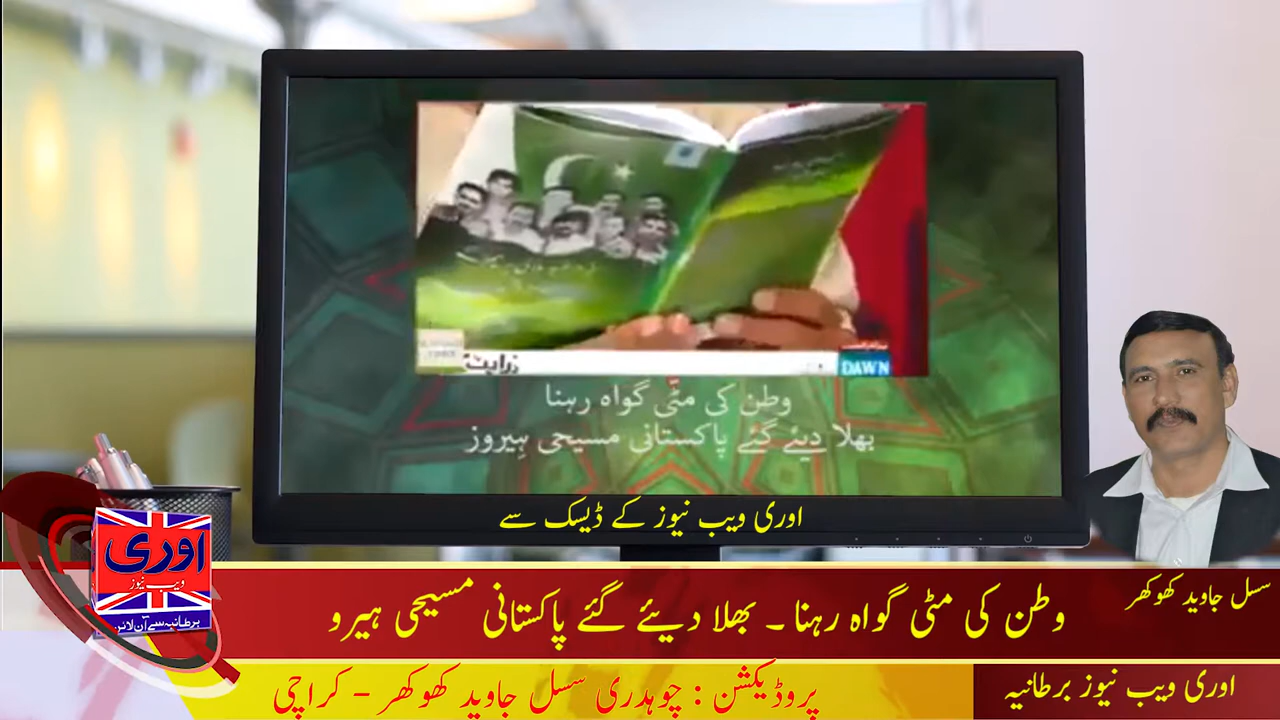 DAWN
وطن کی مٹّی گواہ رہنا
بھلا دیئے گئے پاکستانی مسیحی ہیروز
اوری ویب نیوز کے ڈیسک سے
اوری
ویب نیوز
برطانیہ سے آن لائن
سسل جاوید کھوکھر
وطن کی مٹی گواہ رہنا ۔ بھلا دیئے گئے پاکستانی مسیحی ہیرو
پروڈیکشن : چوہدری سسل جاوید کھوکھر - کراچی
اوری ویب نیوز برطانیہ